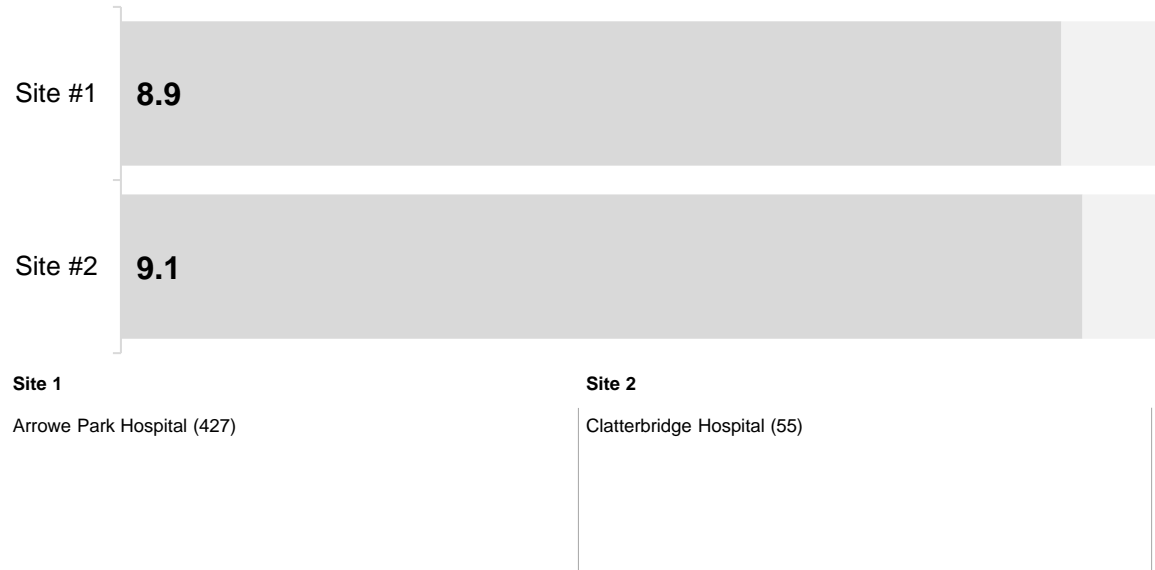 Site #1 8.9
Site #2 9.1
Site 1 Site 2
Arrowe Park Hospital (427) Clatterbridge Hospital (55)